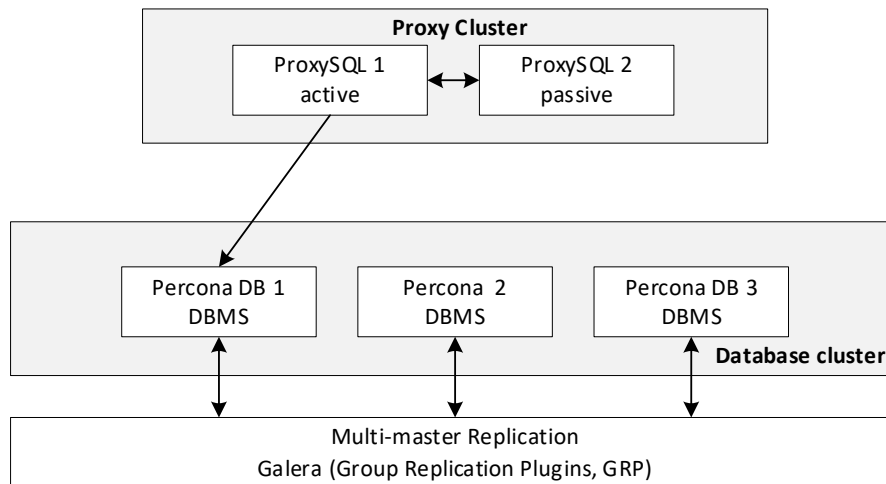 Proxy Cluster
ProxySQL 1
active
ProxySQL 2
passive
Percona DB 1
DBMS
Percona  2
DBMS
Percona DB 3
DBMS
Database cluster
Multi-master Replication
Galera (Group Replication Plugins, GRP)